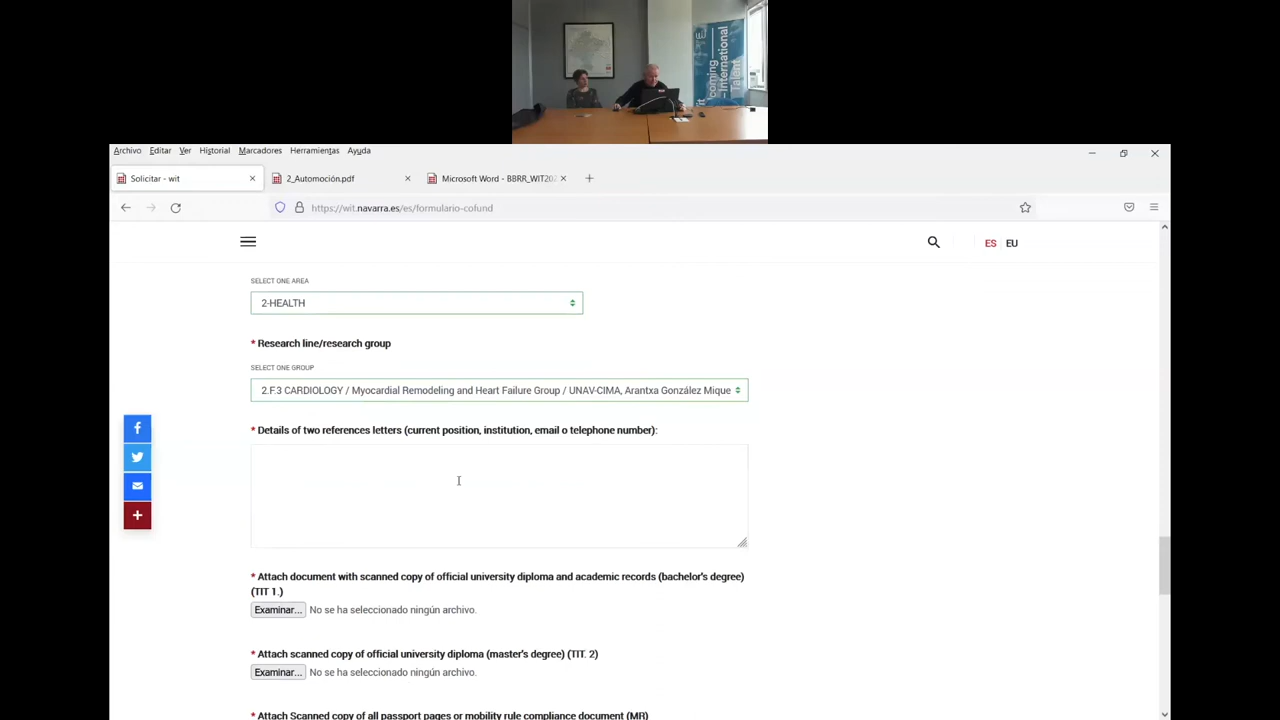 coming
International
Talent
Archivo Editar Ver Historial Marcadores Herramientas Ayuda
Solicitar - wit
2_Automoción.pdf
Microsoft Word - BBRR_WIT202
https://wit.navarra.es/es/formulario-cofund
ES EU
SELECT ONE AREA
2-HEALTH
* Research line/research group
SELECT ONE GROUP
2.F.3 CARDIOLOGY / Myocardial Remodeling and Heart Failure Group / UNAV-CIMA, Arantxa González Mique
* Details of two references letters (current position, institution, email o telephone number):
* Attach document with scanned copy of official university diploma and academic records (bachelor's degree)
(TIT 1.)
Examinar... No se ha seleccionado ningún archivo.
* Attach scanned copy of official university diploma (master's degree) (TIT. 2)
Examinar... No se ha seleccionado ningún archivo.
* Attach Scanned copy of all passport pages or mobility rule compliance document (MR)